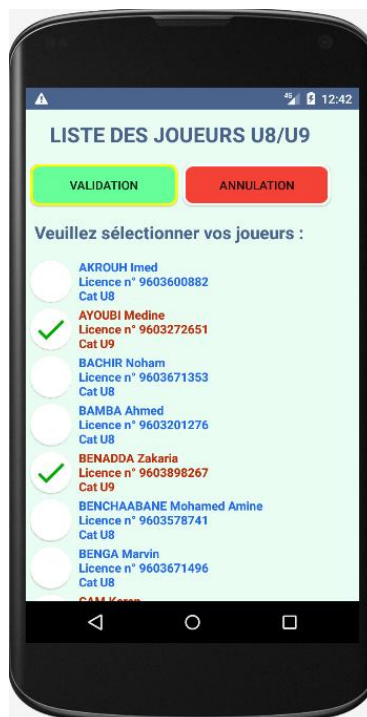 12:42
LISTE DES JOUEURS U8/U9
VALIDATION
ANNULATION
Veuillez sélectionner vos joueurs :
AKROUH Imed
Licence n° 9603600882
Cat U8
AYOUBI Medine
Licence n° 9603272651
Cat U9
BACHIR Noham
Licence n° 9603671353
Cat U8
BAMBA Ahmed
Licence n° 9603201276
Cat U8
BENADDA Zakaria
Licence n° 9603898267
Cat U9
BENCHAABANE Mohamed Amine
Licence n° 9603578741
Cat U8
BENGA Marvin
Licence n° 9603671496
Cat U8